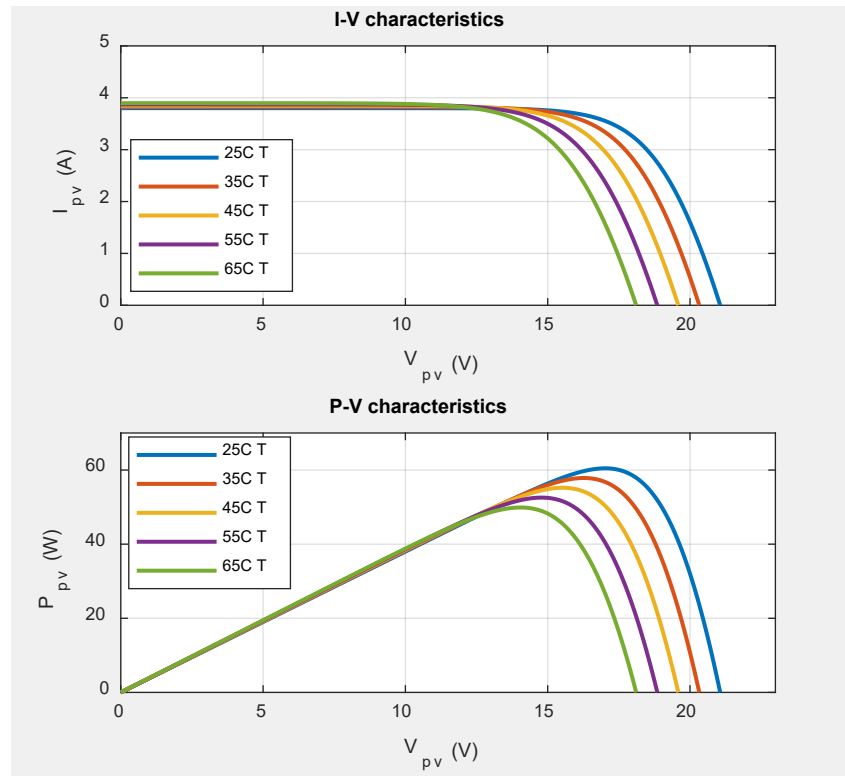 I-V characteristics
5
4
3
2
1
0
I pv (A)
25C T
35C T
45C T
55C T
65C T
0 5 10 15 20
V pv (V)
P-V characteristics
60
40
20
0
P pv (W)
25C T
35C T
45C T
55C T
65C T
0 5 10 15 20
V pv (V)